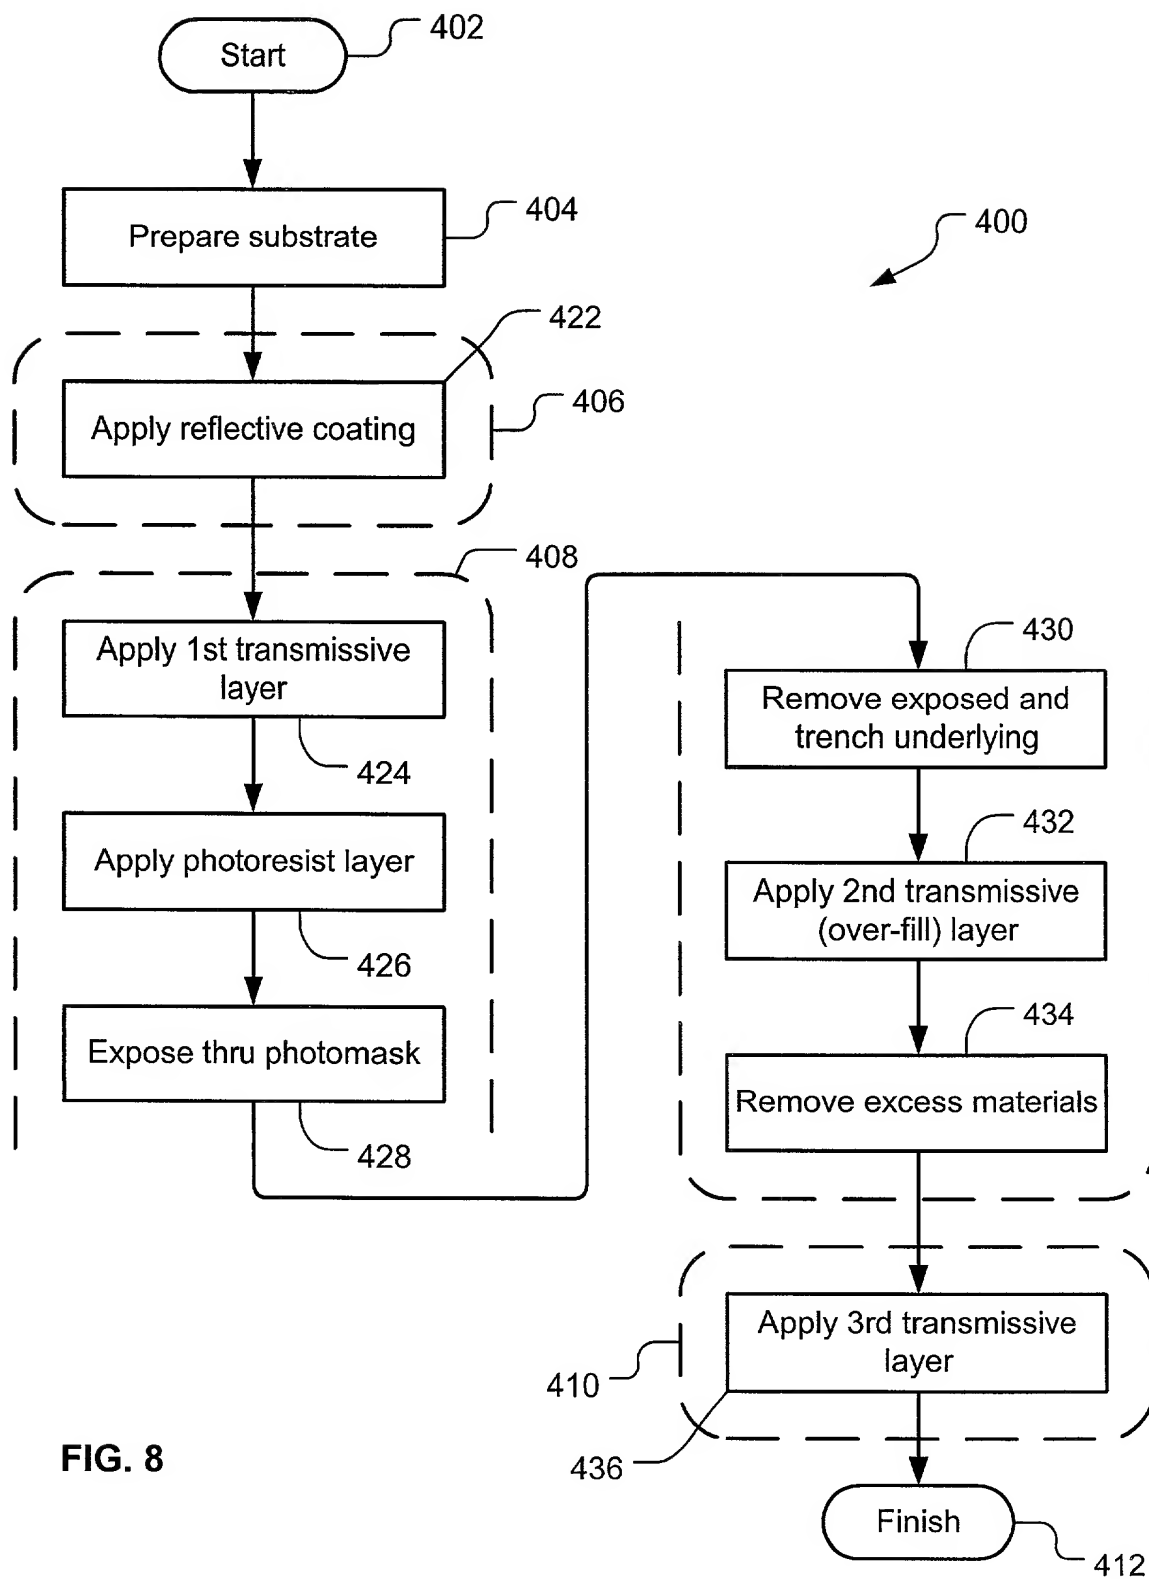 Start
402
Prepare substrate
404
400
422
Apply reflective coating
406
408
Apply 1st transmissive
layer
424
Apply photoresist layer
426
Expose thru photomask
428
430
Remove exposed and
trench underlying
432
Apply 2nd transmissive
(over-fill) layer
434
Remove excess materials
Apply 3rd transmissive
layer
410
436
Finish
412
FIG. 8